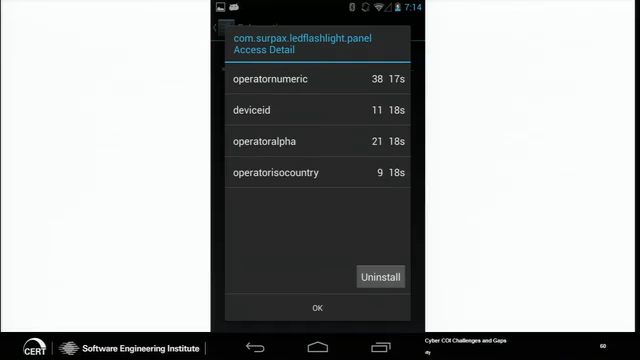 7:14
com.surpax.ledflashlight.panel
Access Detail
operatornumeric 38 17s
deviceid 11 18s
operatoralpha 21 18s
operatorisocountry 9 18s
Uninstall
OK
CERT
Software Engineering Institute
Cyber COI Challenges and Gaps
ity
60